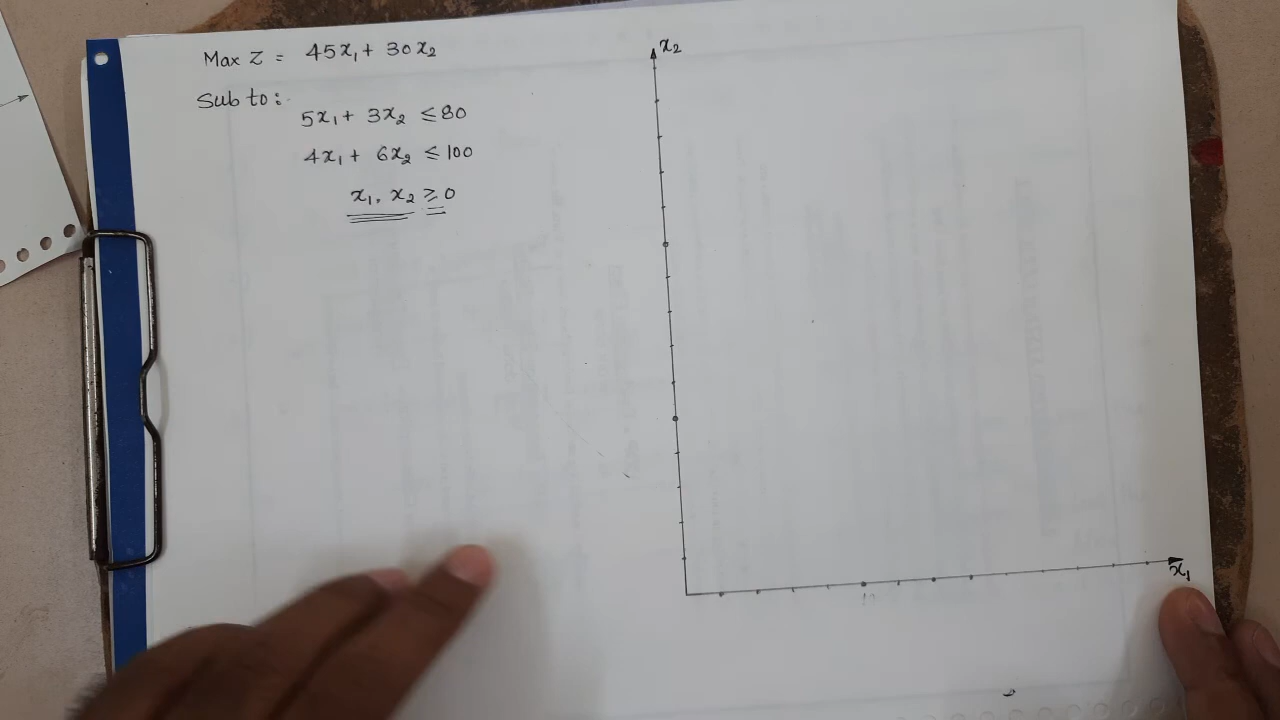 Max Z = 45x₁ + 30x₂
Sub to:
5x₁ + 3x₂ ≤ 80
4x₁ + 6x₂ ≤ 100
x₁, x₂ ≥ 0
x₂
x₁